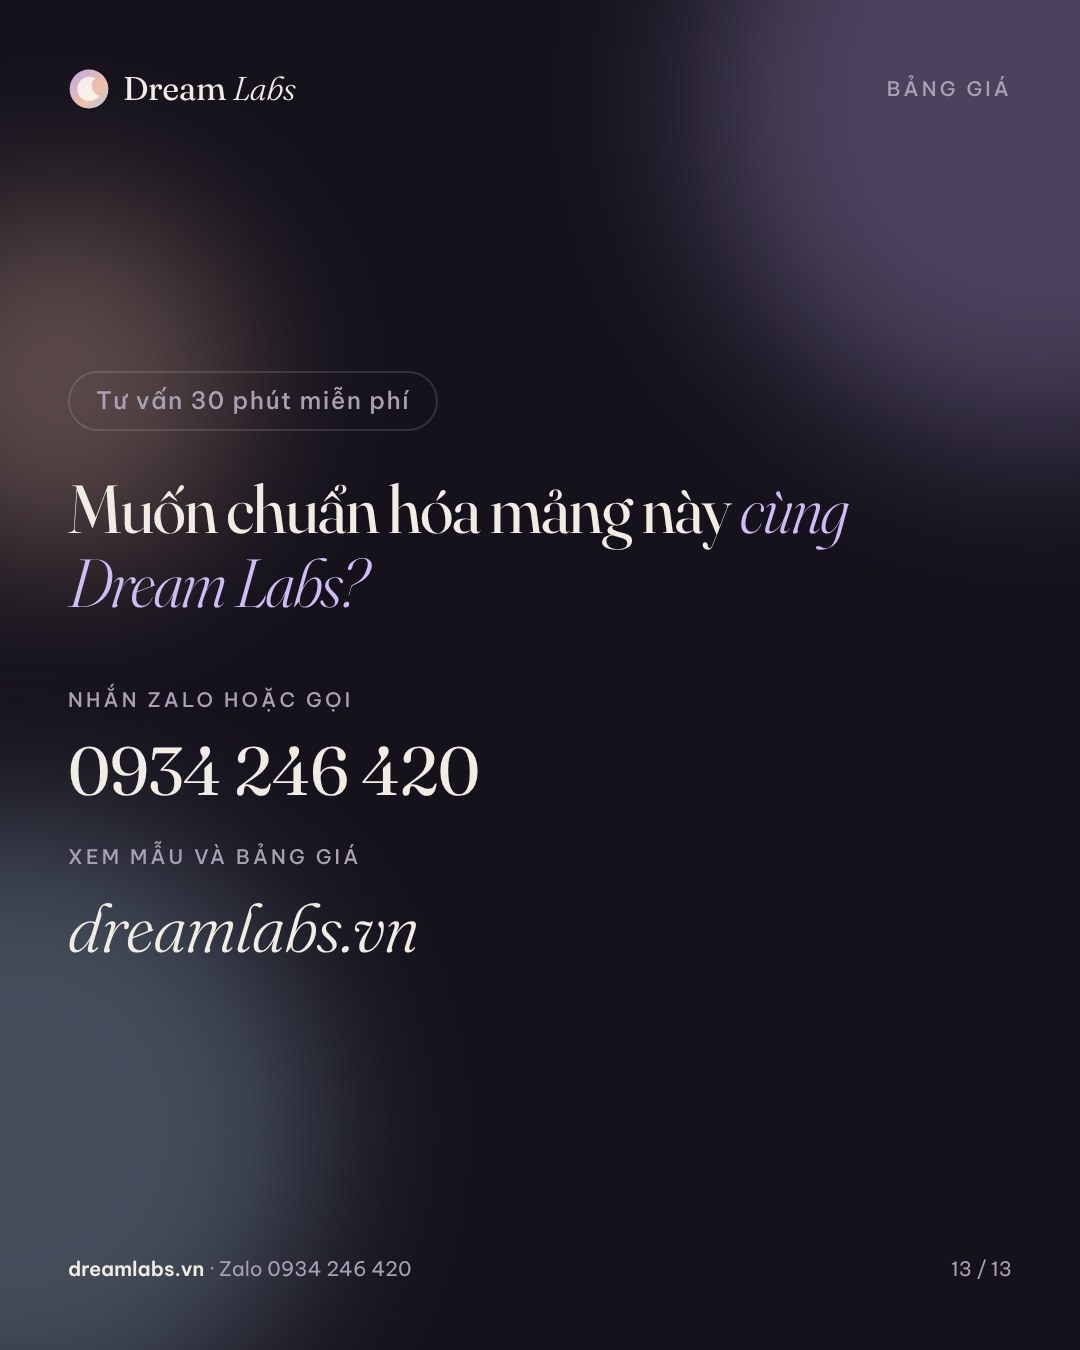 Dream Labs
BẢNG GIÁ
Tư vấn 30 phút miễn phí
Muốn chuẩn hóa mảng này cùng
Dream Labs?
NHẮN ZALO HOẶC GỌI
0934 246 420
XEM MẪU VÀ BẢNG GIÁ
dreamlabs.vn
dreamlabs.vn · Zalo 0934 246 420
13 / 13